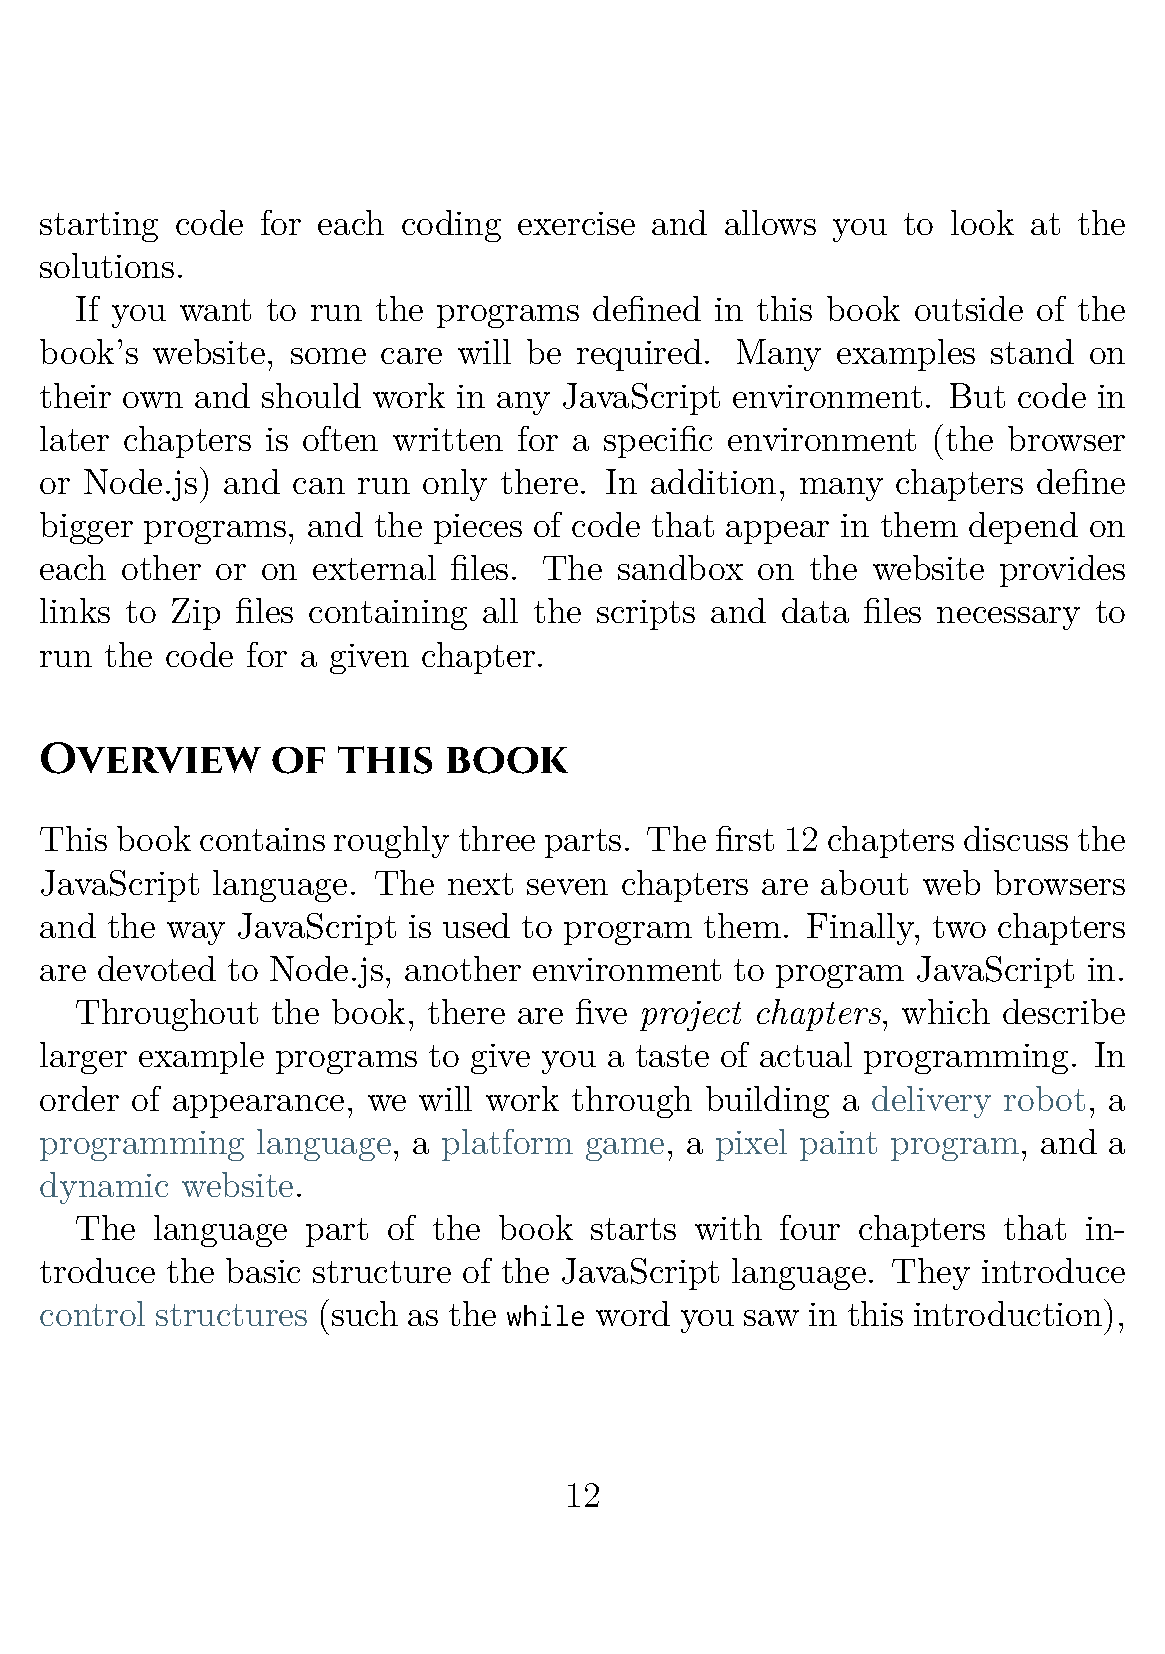 starting code for each coding exercise and allows you to look at the
solutions.
If you want to run the programs defined in this book outside of the
book's website, some care will be required. Many examples stand on
their own and should work in any JavaScript environment. But code in
later chapters is often written for a specific environment (the browser
or Node.js) and can run only there. In addition, many chapters define
bigger programs, and the pieces of code that appear in them depend on
each other or on external files. The sandbox on the website provides
links to Zip files containing all the scripts and data files necessary to
run the code for a given chapter.
Overview of this book
This book contains roughly three parts. The first 12 chapters discuss the
JavaScript language. The next seven chapters are about web browsers
and the way JavaScript is used to program them. Finally, two chapters
are devoted to Node.js, another environment to program JavaScript in.
Throughout the book, there are five project chapters, which describe
larger example programs to give you a taste of actual programming. In
order of appearance, we will work through building a delivery robot, a
programming language, a platform game, a pixel paint program, and a
dynamic website.
The language part of the book starts with four chapters that in-
troduce the basic structure of the JavaScript language. They introduce
control structures (such as the while word you saw in this introduction),
12